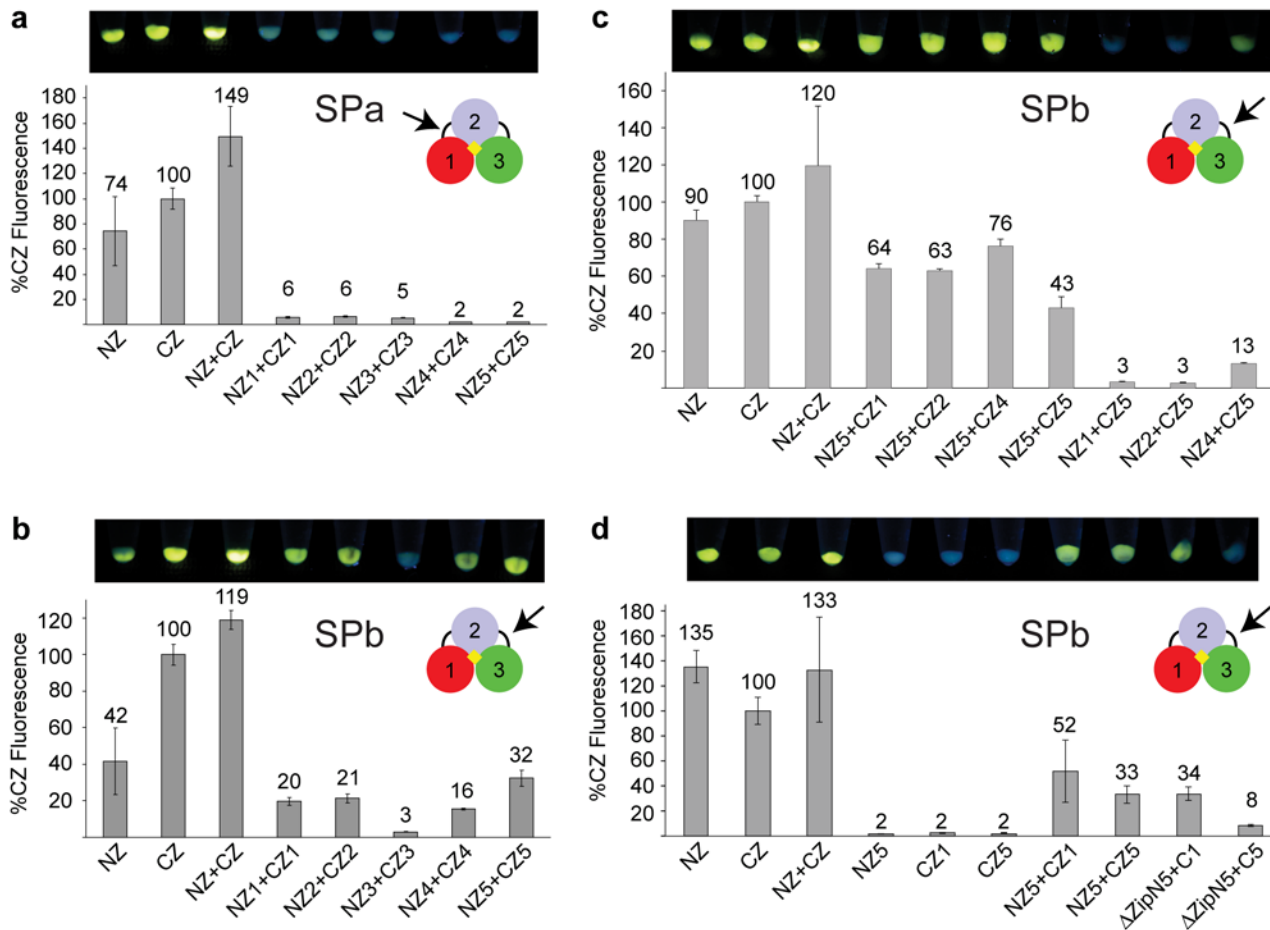 a
180
160
140
120
100
80
60
40
20
%CZ Fluorescence
74
100
149
6
6
5
2
2
SPa
1
2
3
NZ
CZ
NZ+CZ
NZ1+CZ1
NZ2+CZ2
NZ3+CZ3
NZ4+CZ4
NZ5+CZ5
b
120
100
80
60
40
20
%CZ Fluorescence
42
100
119
20
21
3
16
32
SPb
1
2
3
NZ
CZ
NZ+CZ
NZ1+CZ1
NZ2+CZ2
NZ3+CZ3
NZ4+CZ4
NZ5+CZ5
c
160
140
120
100
80
60
40
20
%CZ Fluorescence
90
100
120
64
63
76
43
3
3
13
SPb
1
2
3
NZ
CZ
NZ+CZ
NZ5+CZ1
NZ5+CZ2
NZ5+CZ4
NZ5+CZ5
NZ1+CZ5
NZ2+CZ5
NZ4+CZ5
d
180
160
140
120
100
80
60
40
20
%CZ Fluorescence
135
100
133
2
2
2
52
33
34
8
SPb
1
2
3
NZ
CZ
NZ+CZ
NZ5
CZ1
CZ5
NZ5+CZ1
NZ5+CZ5
ΔZipN5+C1
ΔZipN5+C5